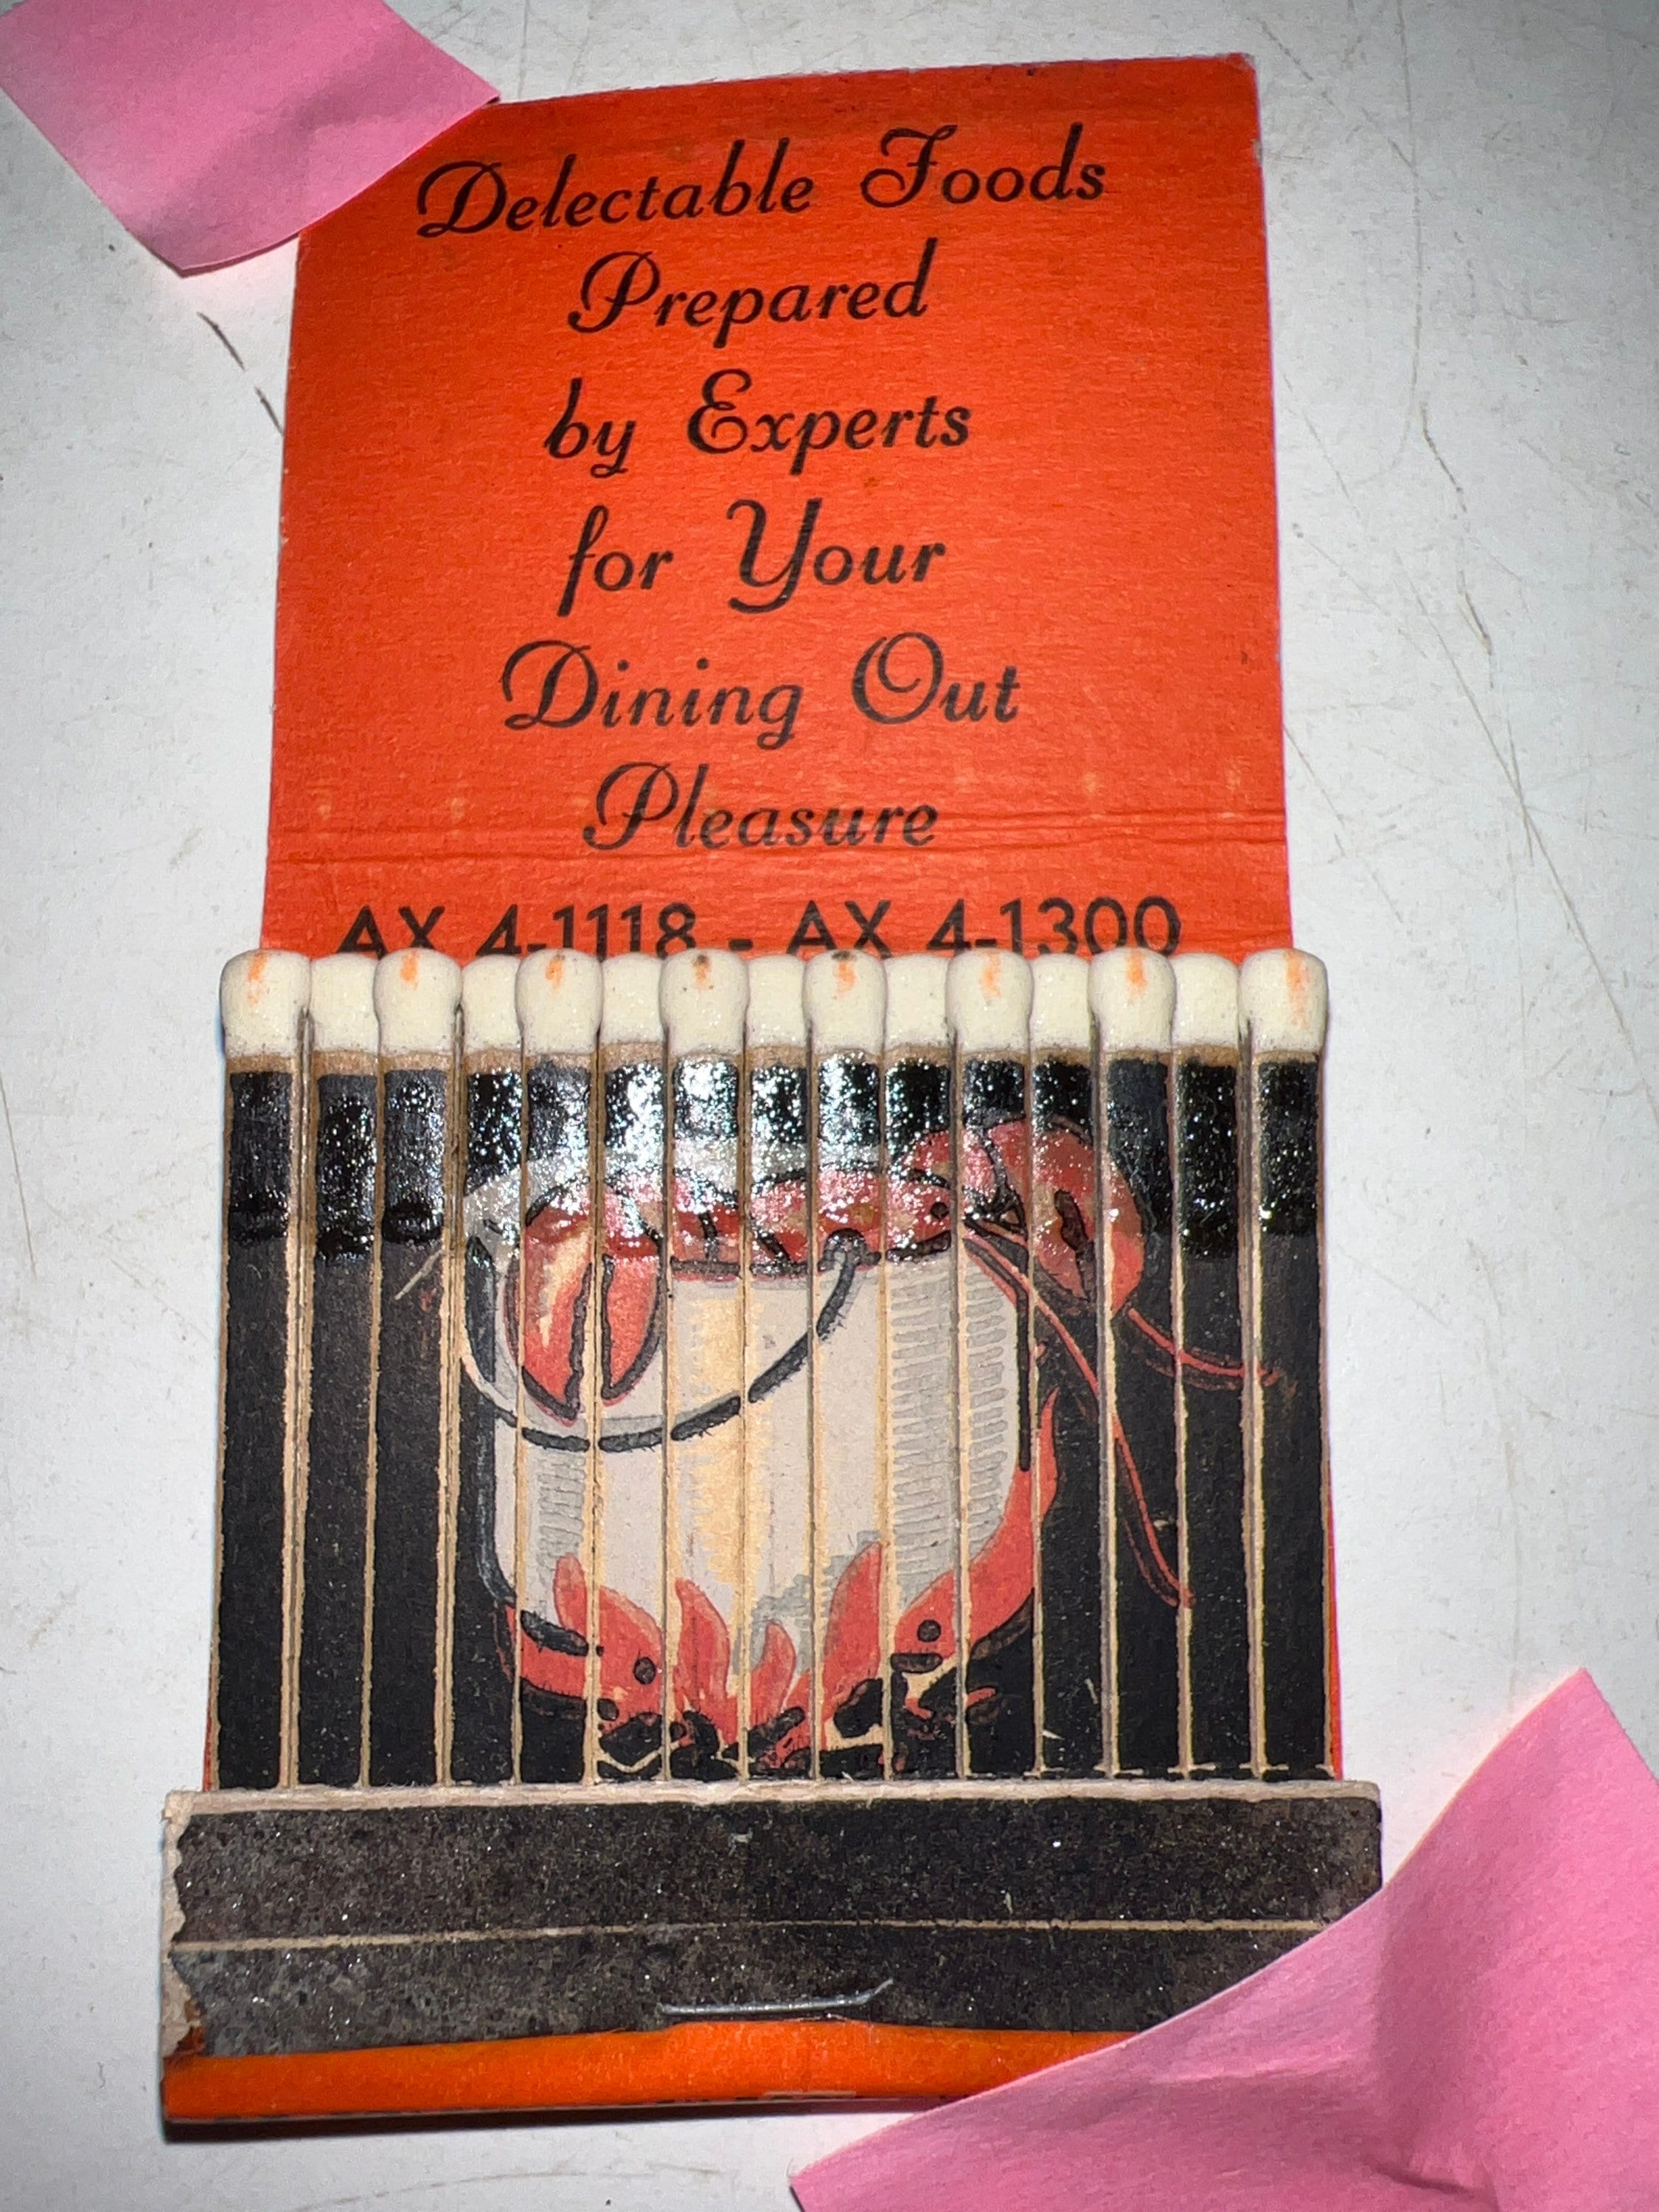 Delectable Foods
Prepared
by Experts
for Your
Dining Out
Pleasure
AX 4-1118 - AX 4-1300